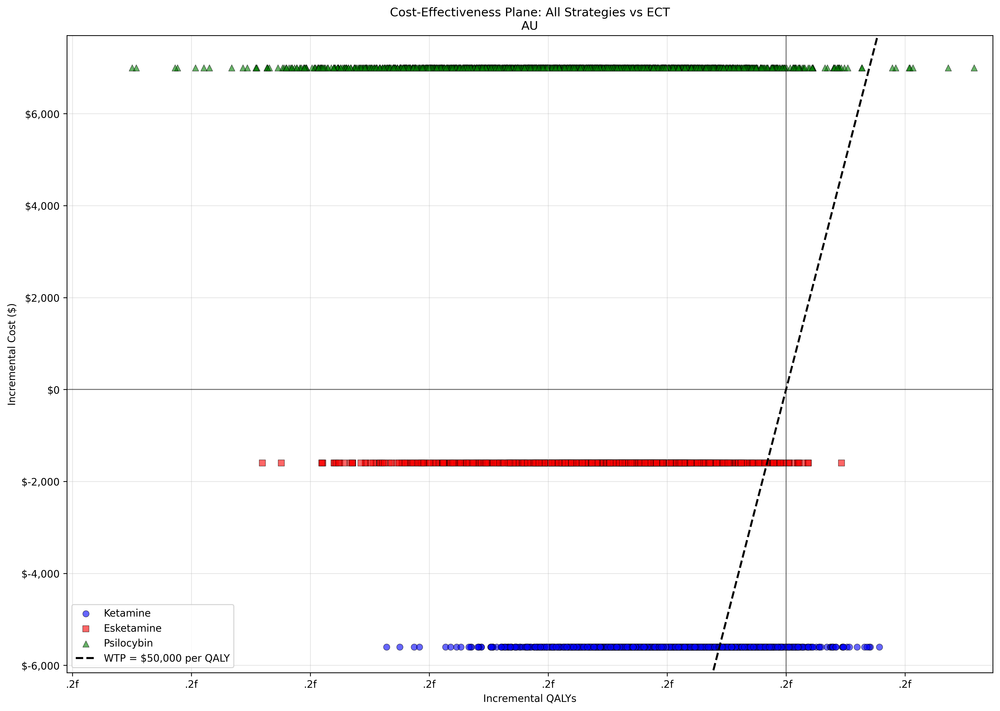 Cost-Effectiveness Plane: All Strategies vs ECT
AU
Incremental Cost ($)
$6,000
$4,000
$2,000
$0
$-2,000
$-4,000
$-6,000
Ketamine
Esketamine
Psilocybin
WTP = $50,000 per QALY
.2f .2f .2f .2f .2f .2f .2f .2f
Incremental QALYs